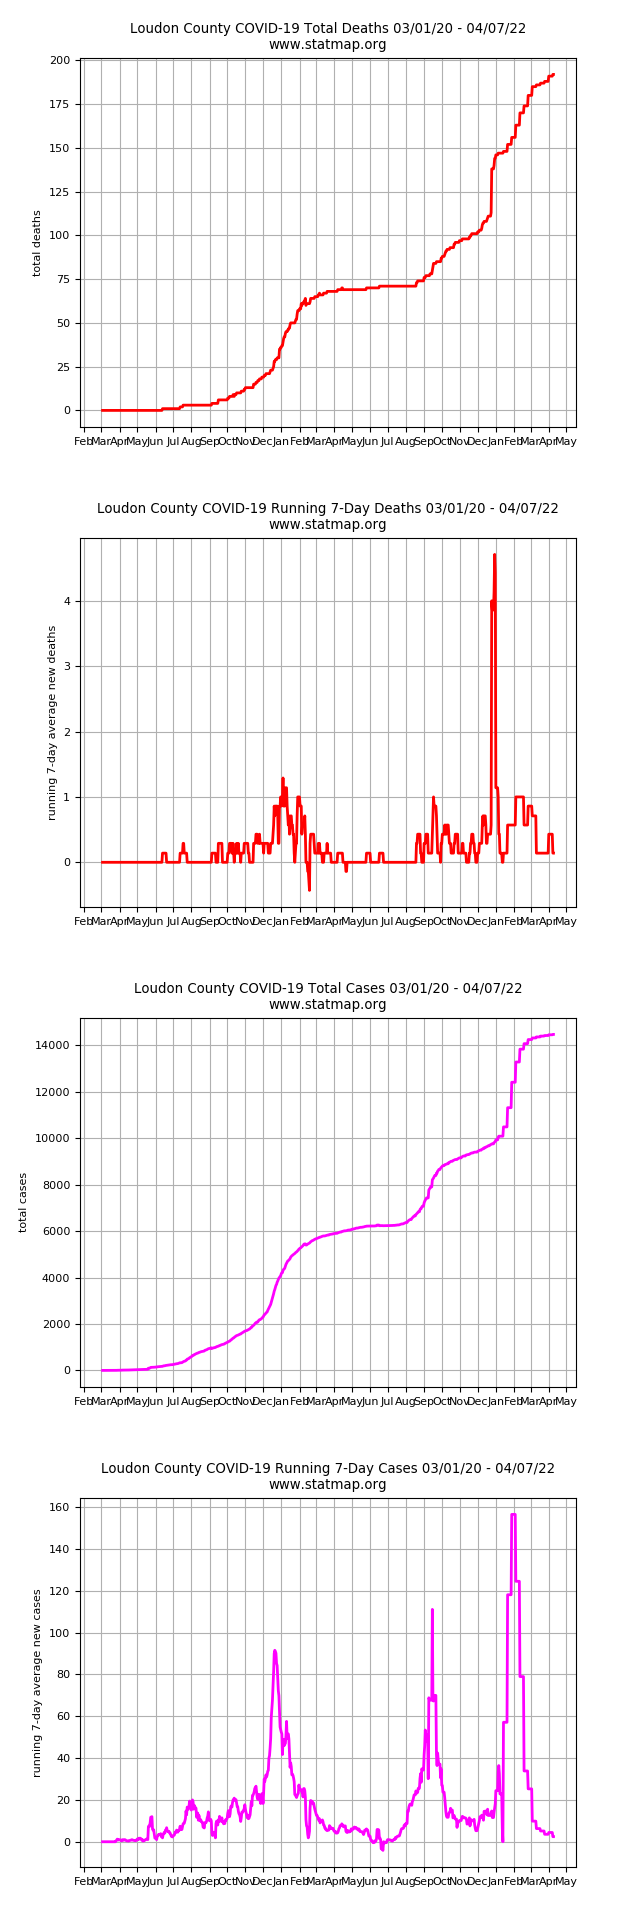 Loudon County COVID-19 Total Deaths 03/01/20 - 04/07/22
www.statmap.org
200
175
150
125
100
75
50
25
0
total deaths
Feb Mar Apr May Jun Jul Aug Sep Oct Nov Dec Jan Feb Mar Apr May Jun Jul Aug Sep Oct Nov Dec Jan Feb Mar Apr May
Loudon County COVID-19 Running 7-Day Deaths 03/01/20 - 04/07/22
www.statmap.org
4
3
2
1
0
running 7-day average new deaths
Feb Mar Apr May Jun Jul Aug Sep Oct Nov Dec Jan Feb Mar Apr May Jun Jul Aug Sep Oct Nov Dec Jan Feb Mar Apr May
Loudon County COVID-19 Total Cases 03/01/20 - 04/07/22
www.statmap.org
14000
12000
10000
8000
6000
4000
2000
0
total cases
Feb Mar Apr May Jun Jul Aug Sep Oct Nov Dec Jan Feb Mar Apr May Jun Jul Aug Sep Oct Nov Dec Jan Feb Mar Apr May
Loudon County COVID-19 Running 7-Day Cases 03/01/20 - 04/07/22
www.statmap.org
160
140
120
100
80
60
40
20
0
running 7-day average new cases
Feb Mar Apr May Jun Jul Aug Sep Oct Nov Dec Jan Feb Mar Apr May Jun Jul Aug Sep Oct Nov Dec Jan Feb Mar Apr May